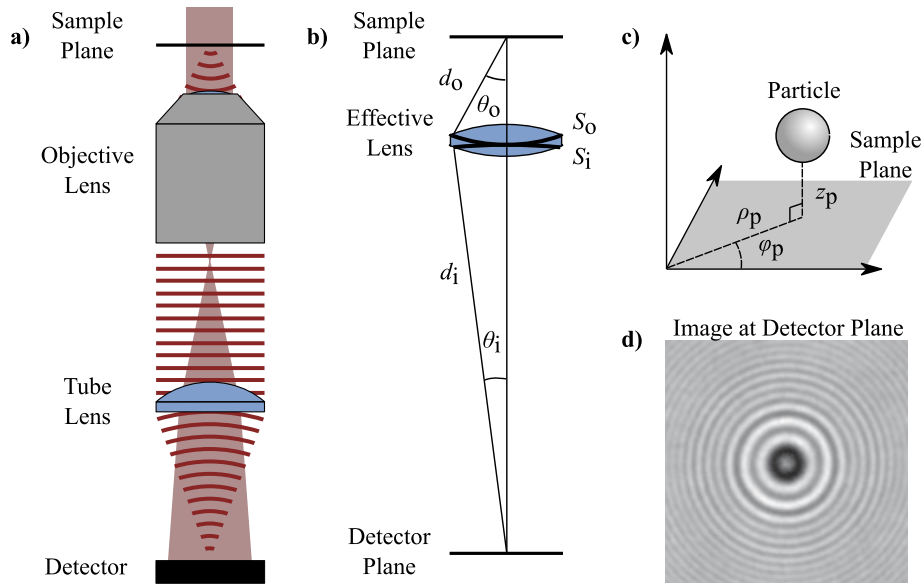 a)
Sample
Plane
Objective
Lens
Tube
Lens
Detector
b)
Sample
Plane
dₒ
θₒ
Effective
Lens
Sₒ
Sᵢ
dᵢ
θᵢ
Detector
Plane
c)
Particle
Sample
Plane
zₚ
ρₚ
φₚ
Image at Detector Plane
d)